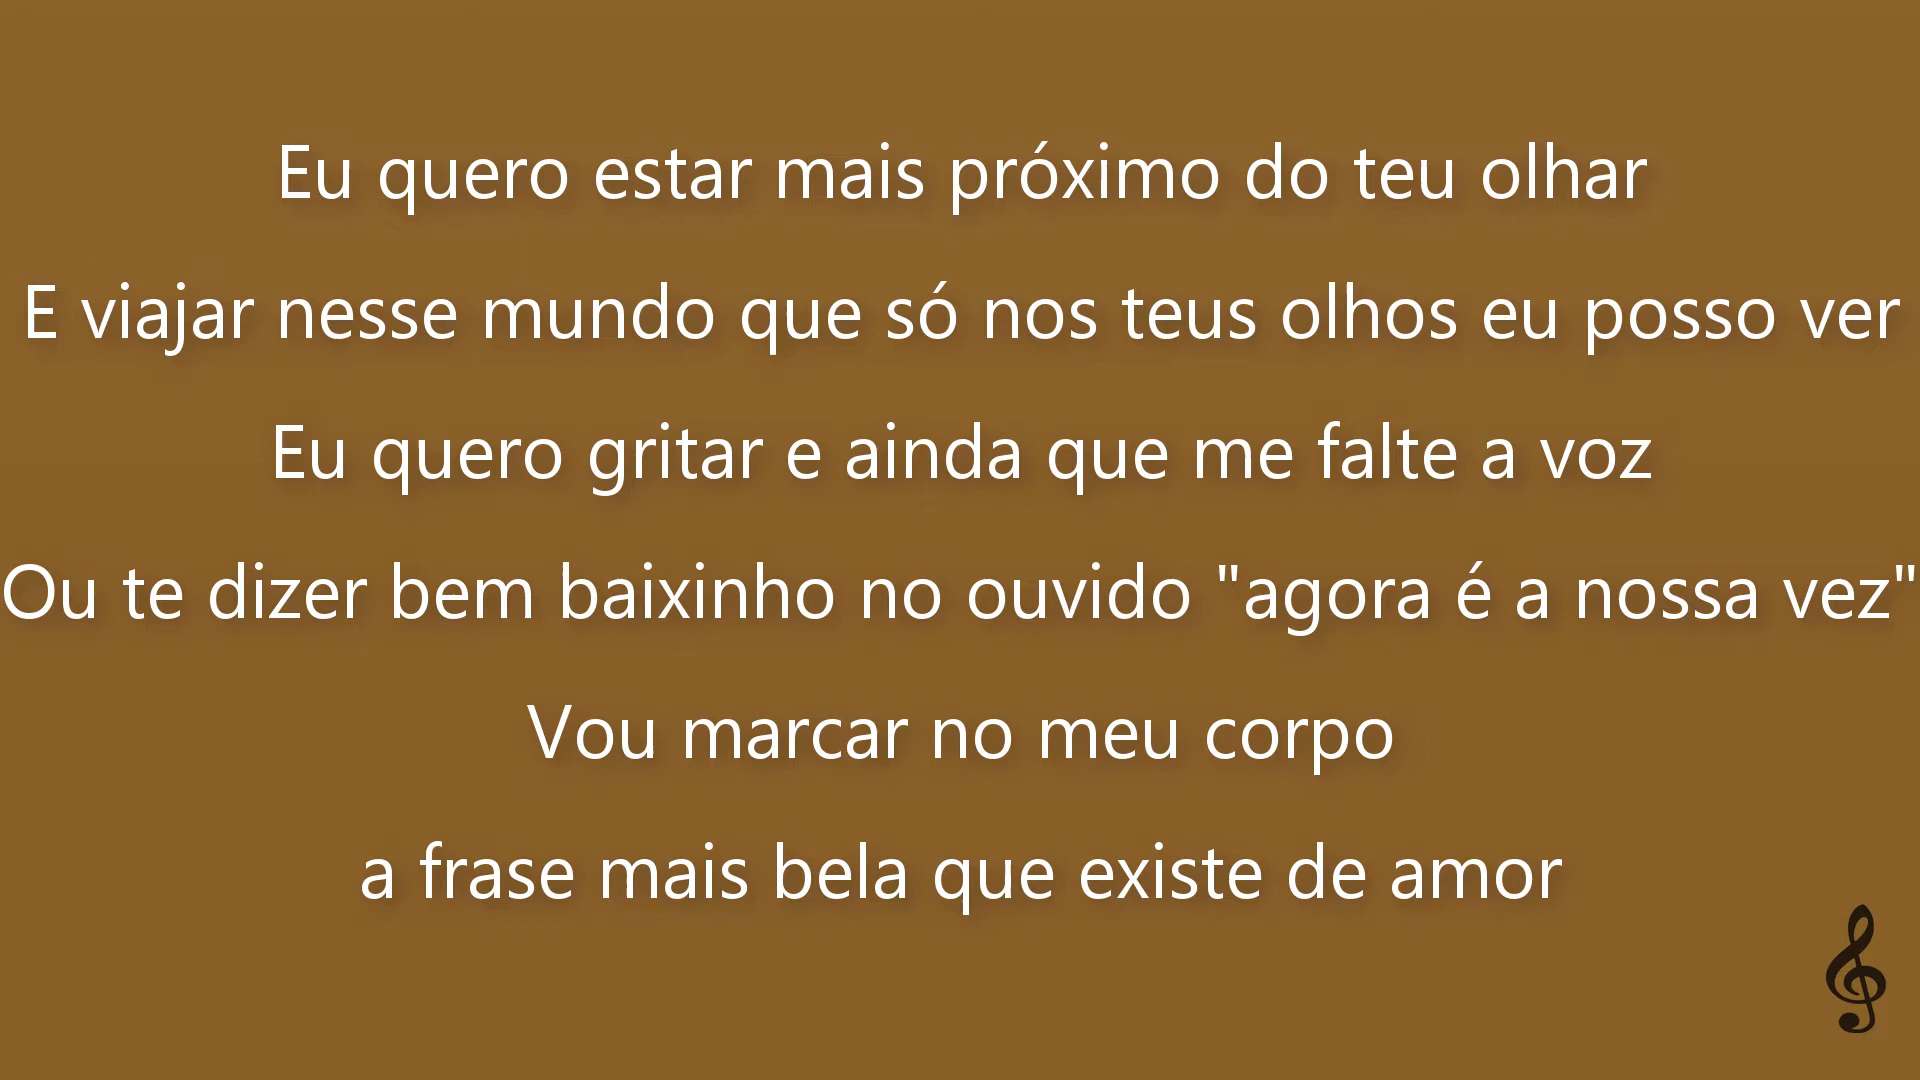 Eu quero estar mais próximo do teu olhar
E viajar nesse mundo que só nos teus olhos eu posso ver
Eu quero gritar e ainda que me falte a voz
Ou te dizer bem baixinho no ouvido "agora é a nossa vez"
Vou marcar no meu corpo
a frase mais bela que existe de amor